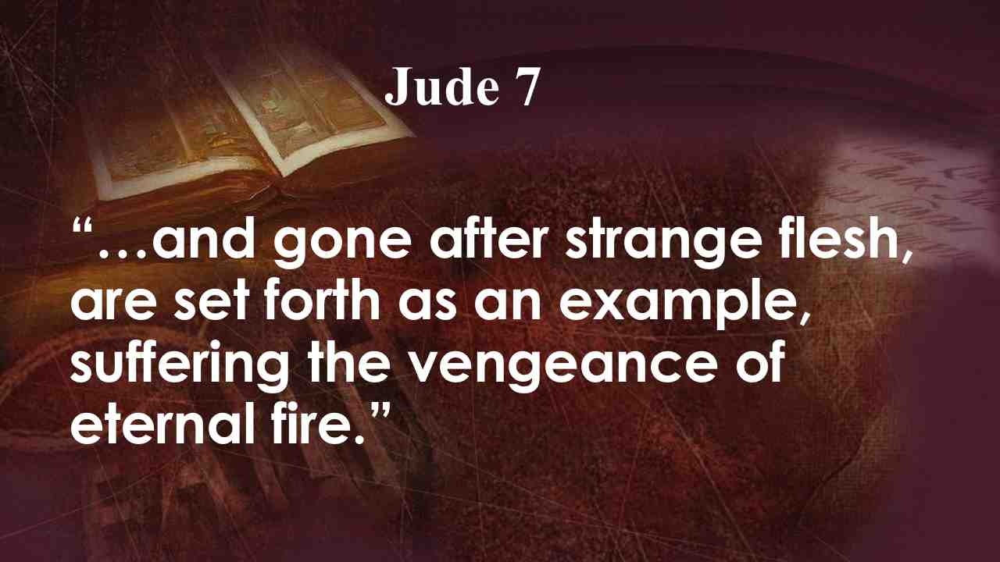 Jude 7
“…and gone after strange flesh,
are set forth as an example,
suffering the vengeance of
eternal fire.”